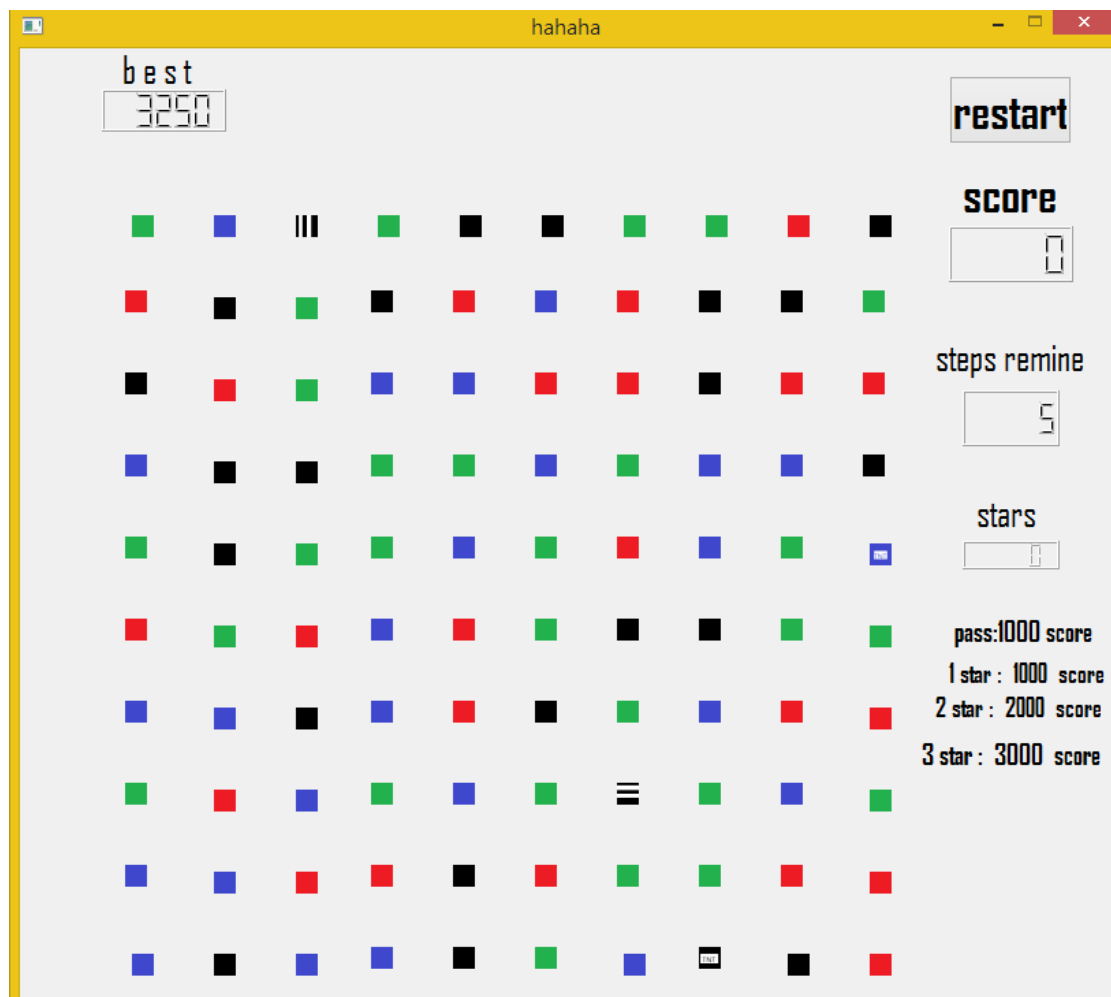 hahaha
best
3250
restart
score
0
steps remine
5
stars
0
TNT
pass:1000 score
1 star : 1000 score
2 star : 2000 score
3 star : 3000 score
TNT